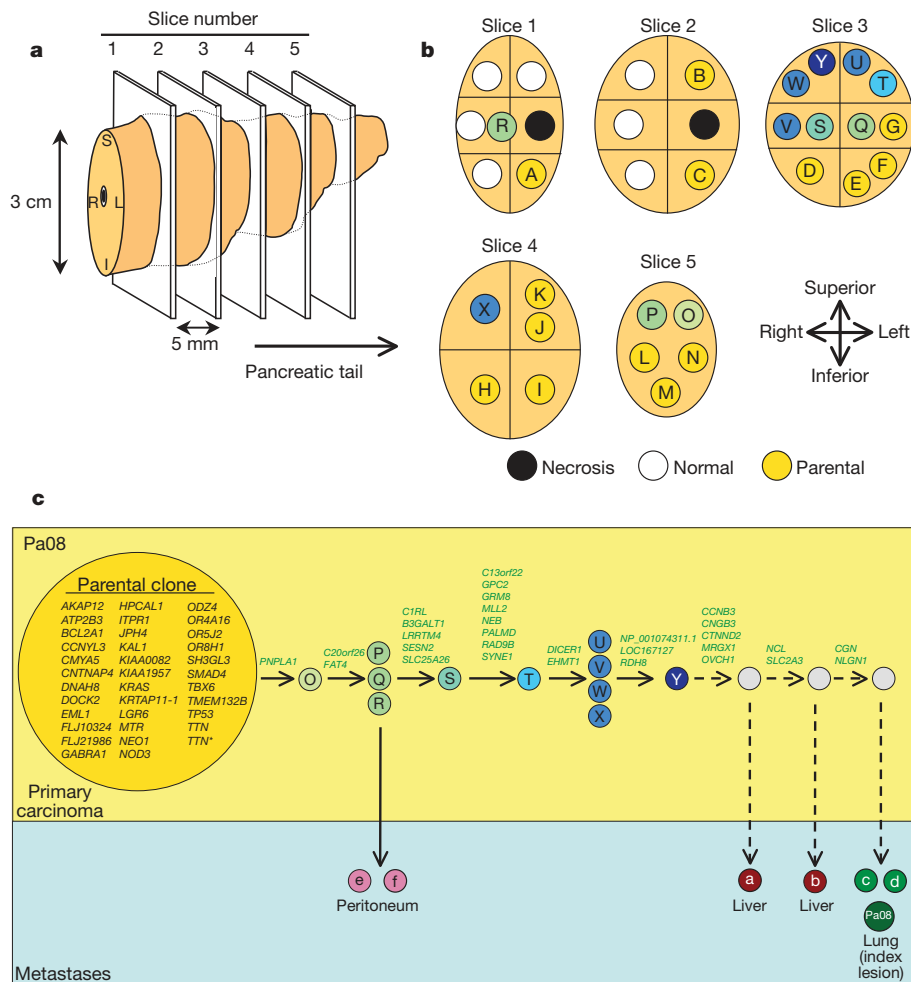 a
Slice number
1 2 3 4 5
3 cm
S
R L
I
5 mm
Pancreatic tail
b
Slice 1
R
A
Slice 2
B
C
Slice 3
Y U
W T
V S Q G
D E F
Slice 4
X K
J
H I
Slice 5
P O
L N
M
Superior
Right Left
Inferior
Necrosis Normal Parental
c
Pa08
Parental clone
AKAP12 HPCAL1 ODZ4
ATP2B3 ITPR1 OR4A16
BCL2A1 JPH4 OR5J2
CCNYL3 KAL1 OR8H1
CMYA5 KIAA0082 SH3GL3
CNTNAP4 KIAA1957 SMAD4
DNAH8 KRAS TBX6
DOCK2 KRTAP11-1 TMEM132B
EML1 LGR6 TP53
FLJ10324 MTR TTN
FLJ21986 NEO1 TTN*
GABRA1 NOD3
PNPLA1
O
C20orf26
FAT4
P
Q
R
C1RL
B3GALT1
LRRTM4
SESN2
SLC25A26
S
C13orf22
GPC2
GRM8
MLL2
NEB
PALMD
RAD9B
SYNE1
T
DICER1
EHMT1
U
V
W
X
NP_001074311.1
LOC167127
RDH8
Y
CCNB3
CNGB3
CTNND2
MRGX1
OVCH1
NCL
SLC2A3
CGN
NLGN1
Primary
carcinoma
e f
Peritoneum
a
Liver
b
Liver
c d
Pa08
Lung
(index
lesion)
Metastases